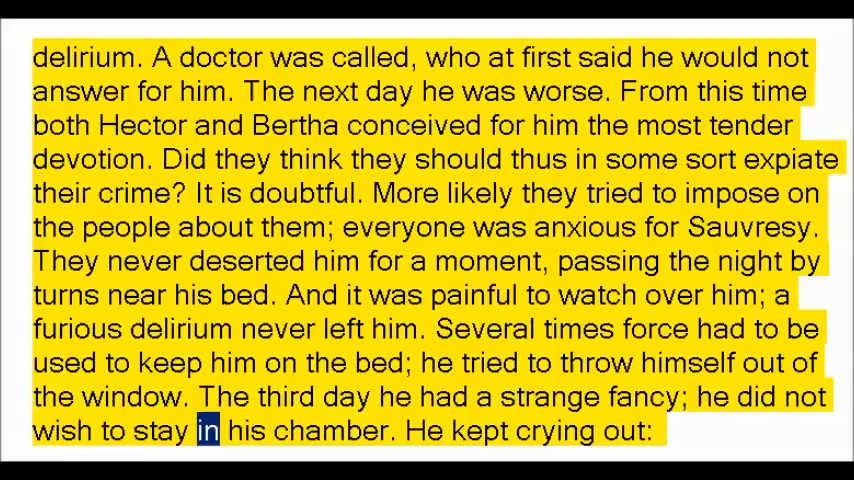 delirium. A doctor was called, who at first said he would not
answer for him. The next day he was worse. From this time
both Hector and Bertha conceived for him the most tender
devotion. Did they think they should thus in some sort expiate
their crime? It is doubtful. More likely they tried to impose on
the people about them; everyone was anxious for Sauvresy.
They never deserted him for a moment, passing the night by
turns near his bed. And it was painful to watch over him; a
furious delirium never left him. Several times force had to be
used to keep him on the bed; he tried to throw himself out of
the window. The third day he had a strange fancy; he did not
wish to stay in his chamber. He kept crying out: